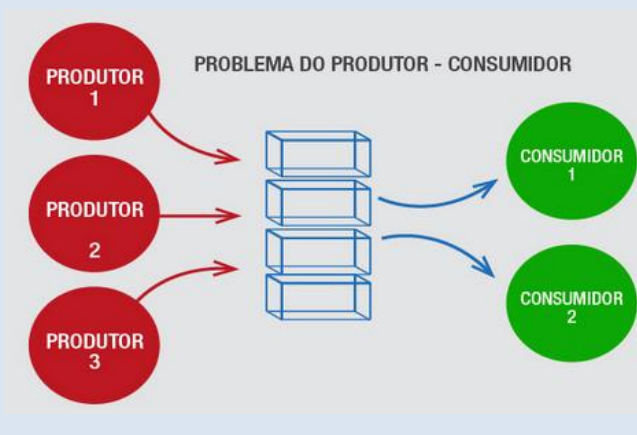 PROBLEMA DO PRODUTOR - CONSUMIDOR
PRODUTOR
1
PRODUTOR
2
PRODUTOR
3
CONSUMIDOR
1
CONSUMIDOR
2